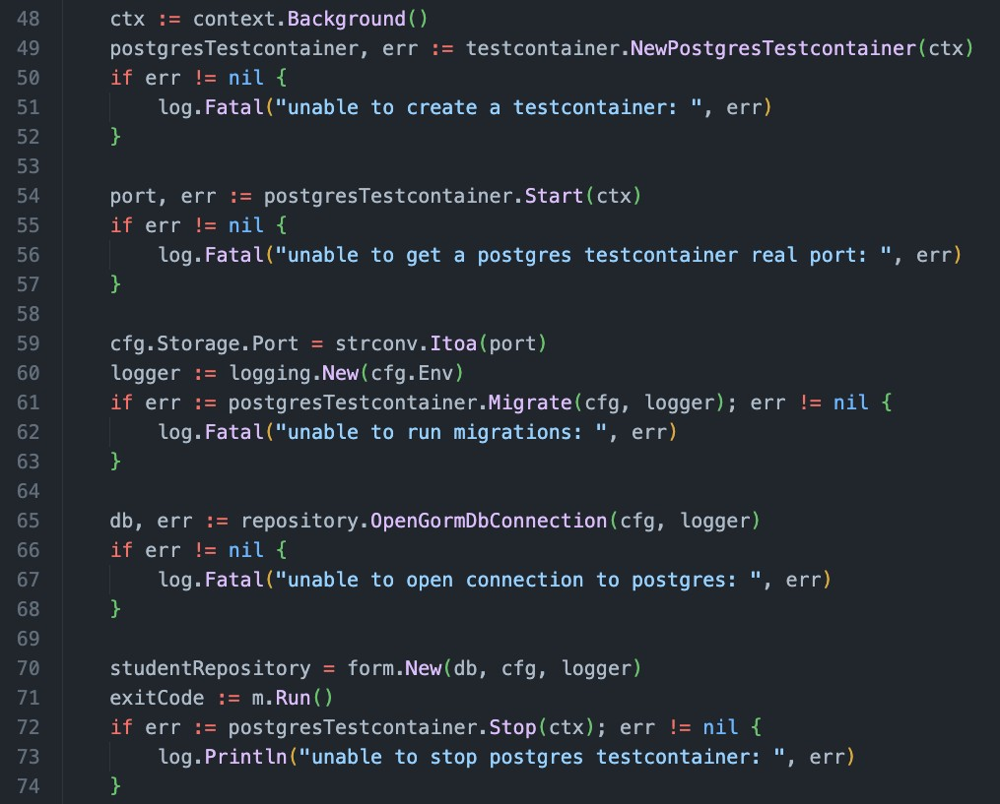 48 ctx := context.Background()
49 postgresTestcontainer, err := testcontainer.NewPostgresTestcontainer(ctx)
50 if err != nil {
51 log.Fatal("unable to create a testcontainer: ", err)
52 }
53
54 port, err := postgresTestcontainer.Start(ctx)
55 if err != nil {
56 log.Fatal("unable to get a postgres testcontainer real port: ", err)
57 }
58
59 cfg.Storage.Port = strconv.Itoa(port)
60 logger := logging.New(cfg.Env)
61 if err := postgresTestcontainer.Migrate(cfg, logger); err != nil {
62 log.Fatal("unable to run migrations: ", err)
63 }
64
65 db, err := repository.OpenGormDbConnection(cfg, logger)
66 if err != nil {
67 log.Fatal("unable to open connection to postgres: ", err)
68 }
69
70 studentRepository = form.New(db, cfg, logger)
71 exitCode := m.Run()
72 if err := postgresTestcontainer.Stop(ctx); err != nil {
73 log.Println("unable to stop postgres testcontainer: ", err)
74 }